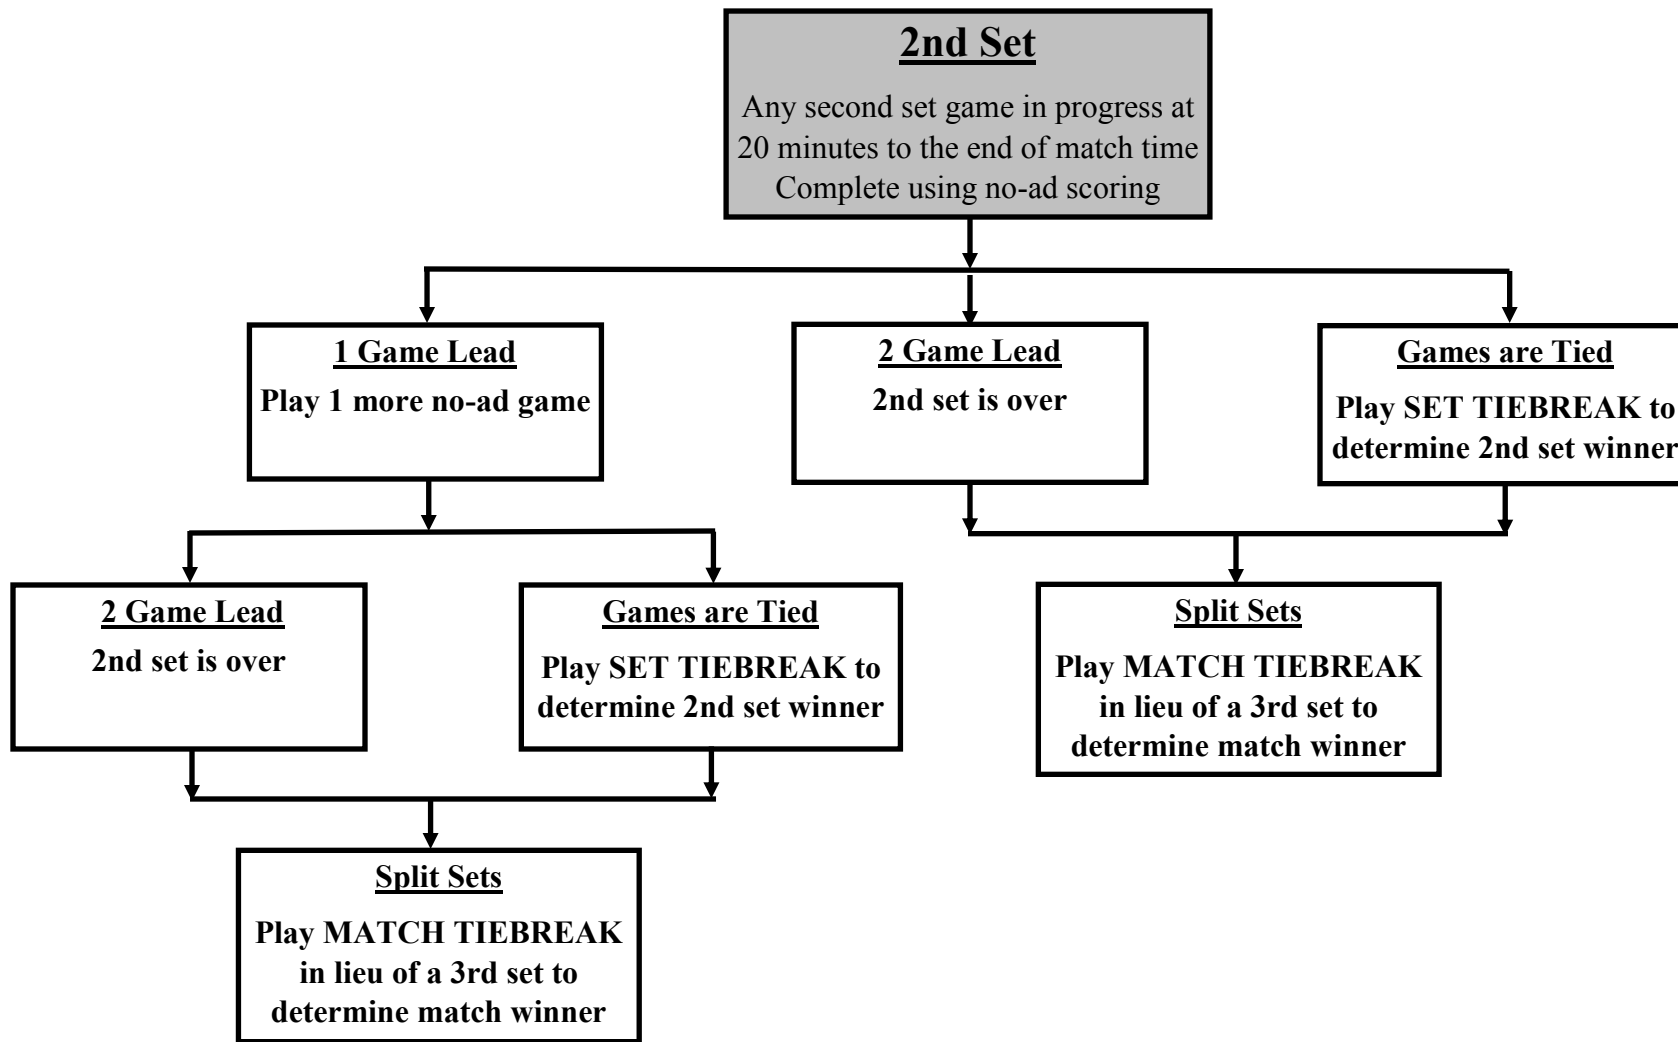 2nd Set
Any second set game in progress at
20 minutes to the end of match time
Complete using no-ad scoring
1 Game Lead
Play 1 more no-ad game
2 Game Lead
2nd set is over
Games are Tied
Play SET TIEBREAK to
determine 2nd set winner
2 Game Lead
2nd set is over
Games are Tied
Play SET TIEBREAK to
determine 2nd set winner
Split Sets
Play MATCH TIEBREAK
in lieu of a 3rd set to
determine match winner
Split Sets
Play MATCH TIEBREAK
in lieu of a 3rd set to
determine match winner